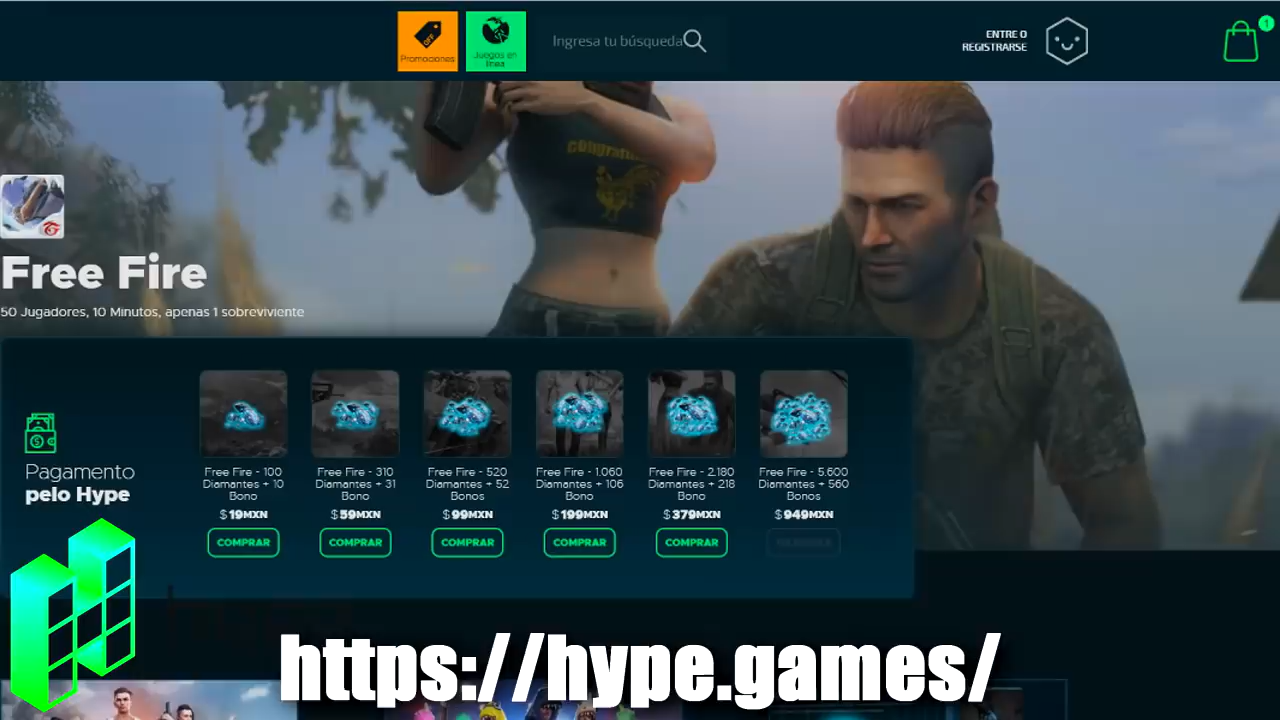 OFF
Promociones
Juegos en
línea
Ingresa tu búsqueda
ENTRE O
REGISTRARSE
1
Free Fire
50 Jugadores, 10 Minutos, apenas 1 sobreviviente
Pagamento
pelo Hype
Free Fire - 100
Diamantes + 10
Bono
$19MXN
COMPRAR
Free Fire - 310
Diamantes + 31
Bono
$59MXN
COMPRAR
Free Fire - 520
Diamantes + 52
Bonos
$99MXN
COMPRAR
Free Fire - 1.060
Diamantes + 106
Bono
$199MXN
COMPRAR
Free Fire - 2.180
Diamantes + 218
Bono
$379MXN
COMPRAR
Free Fire - 5.600
Diamantes + 560
Bonos
$949MXN
https://hype.games/